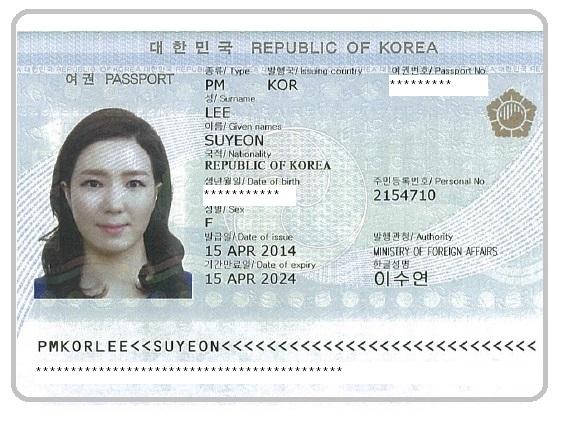 대한민국 REPUBLIC OF KOREA
여권 PASSPORT
종류/ Type 발행국/ Issuing country 여권번호/ Passport No
PM KOR *********
성/ Surname
LEE
이름/ Given names
SUYEON
국적/ Nationality
REPUBLIC OF KOREA
생년월일/ Date of birth 주민등록번호/ Personal No
*********** 2154710
성별/ Sex
F
발급일/ Date of issue 발행관청/ Authority
15 APR 2014 MINISTRY OF FOREIGN AFFAIRS
기간만료일/ Date of expiry 한글성명
15 APR 2024 이수연
PMKORLEE<<SUYEON<<<<<<<<<<<<<<<<<<<<<<<<<<<<
********************************************